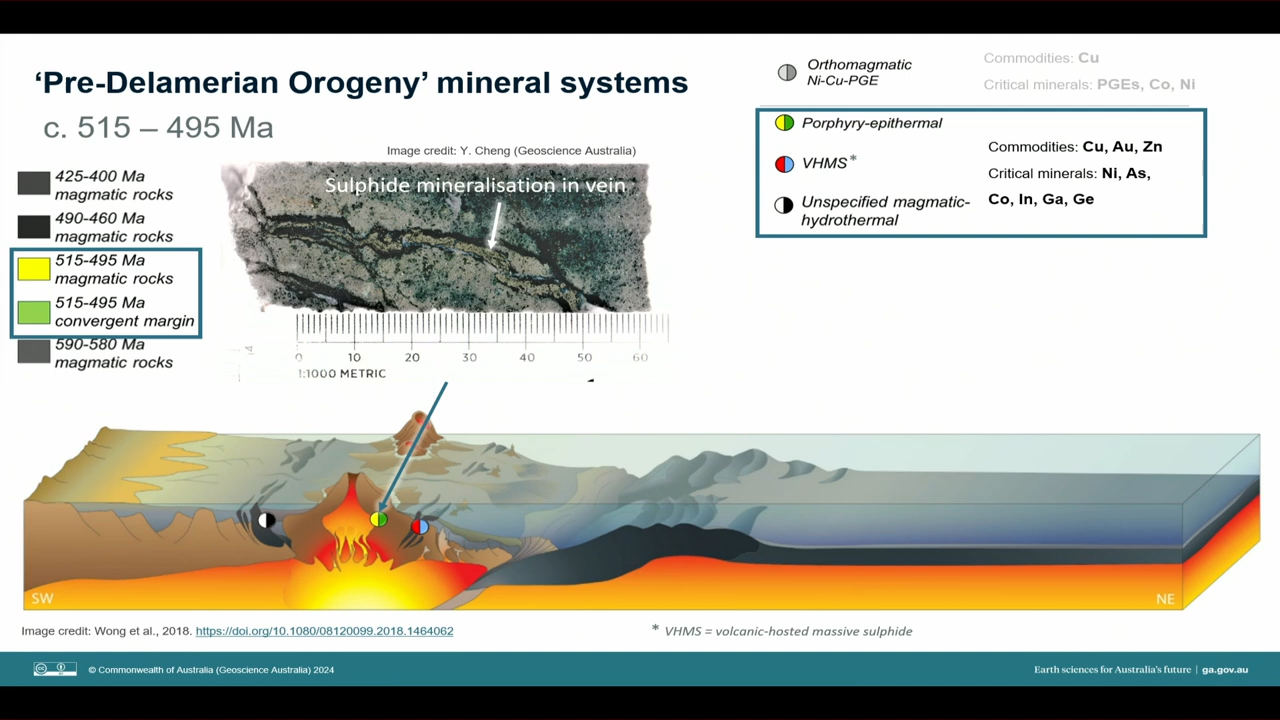 ‘Pre-Delamerian Orogeny’ mineral systems
c. 515 – 495 Ma
Orthomagmatic
Ni-Cu-PGE
Commodities: Cu
Critical minerals: PGEs, Co, Ni
Porphyry-epithermal
VHMS*
Unspecified magmatic-
hydrothermal
Commodities: Cu, Au, Zn
Critical minerals: Ni, As,
Co, In, Ga, Ge
425-400 Ma
magmatic rocks
490-460 Ma
magmatic rocks
515-495 Ma
magmatic rocks
515-495 Ma
convergent margin
590-580 Ma
magmatic rocks
Image credit: Y. Cheng (Geoscience Australia)
Sulphide mineralisation in vein
0 10 20 30 40 50 60
1:1000 METRIC
SW
NE
Image credit: Wong et al., 2018. https://doi.org/10.1080/08120099.2018.1464062
* VHMS = volcanic-hosted massive sulphide
© Commonwealth of Australia (Geoscience Australia) 2024
Earth sciences for Australia's future | ga.gov.au